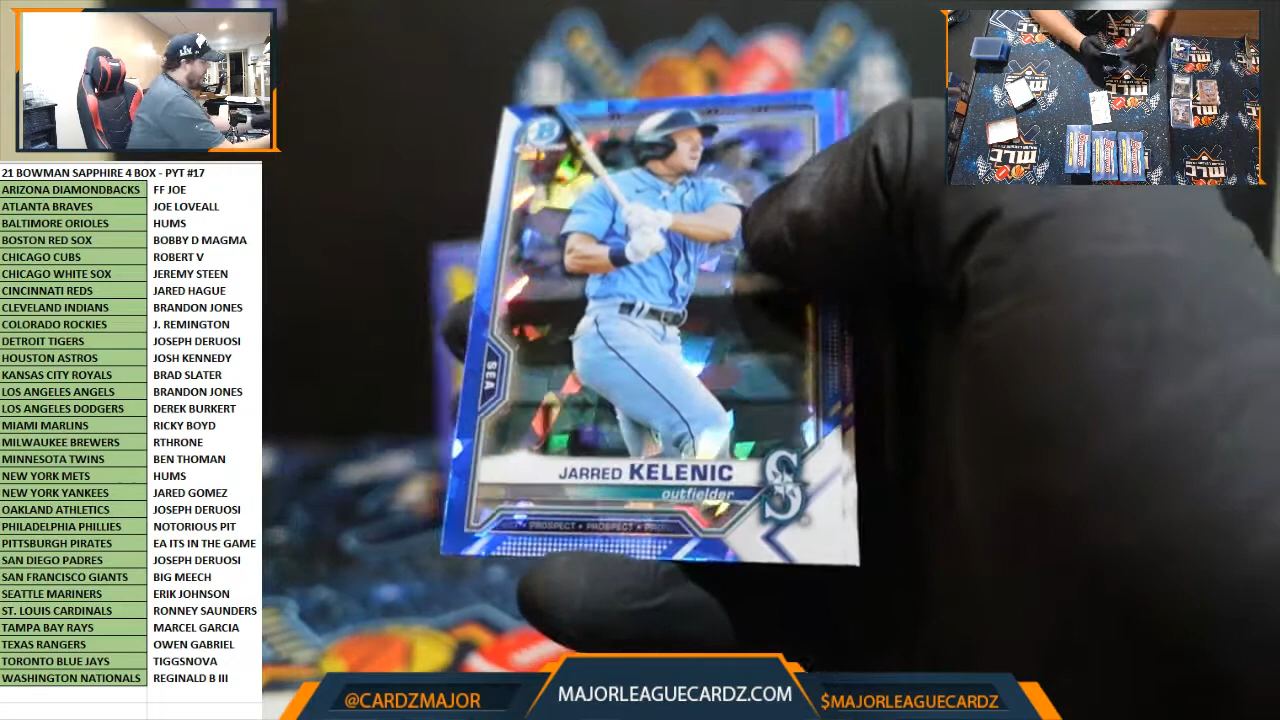 21 BOWMAN SAPPHIRE 4 BOX - PYT #17
ARIZONA DIAMONDBACKS FF JOE
ATLANTA BRAVES JOE LOVEALL
BALTIMORE ORIOLES HUMS
BOSTON RED SOX BOBBY D MAGMA
CHICAGO CUBS ROBERT V
CHICAGO WHITE SOX JEREMY STEEN
CINCINNATI REDS JARED HAGUE
CLEVELAND INDIANS BRANDON JONES
COLORADO ROCKIES J. REMINGTON
DETROIT TIGERS JOSEPH DERUOSI
HOUSTON ASTROS JOSH KENNEDY
KANSAS CITY ROYALS BRAD SLATER
LOS ANGELES ANGELS BRANDON JONES
LOS ANGELES DODGERS DEREK BURKERT
MIAMI MARLINS RICKY BOYD
MILWAUKEE BREWERS RTHRONE
MINNESOTA TWINS BEN THOMAN
NEW YORK METS HUMS
NEW YORK YANKEES JARED GOMEZ
OAKLAND ATHLETICS JOSEPH DERUOSI
PHILADELPHIA PHILLIES NOTORIOUS PIT
PITTSBURGH PIRATES EA ITS IN THE GAME
SAN DIEGO PADRES JOSEPH DERUOSI
SAN FRANCISCO GIANTS BIG MEECH
SEATTLE MARINERS ERIK JOHNSON
ST. LOUIS CARDINALS RONNEY SAUNDERS
TAMPA BAY RAYS MARCEL GARCIA
TEXAS RANGERS OWEN GABRIEL
TORONTO BLUE JAYS TIGGSNOVA
WASHINGTON NATIONALS REGINALD B III
B
SEA
JARRED KELENIC
outfielder
PROSPECT • PROSPECT •
S
MLC
MLC
@CARDZMAJOR
MAJORLEAGUECARDZ.COM
$MAJORLEAGUECARDZ